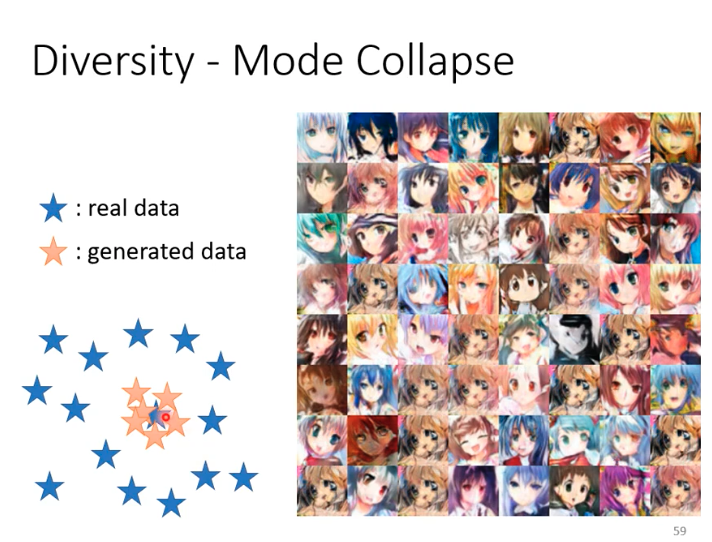 Diversity - Mode Collapse
: real data
: generated data
59